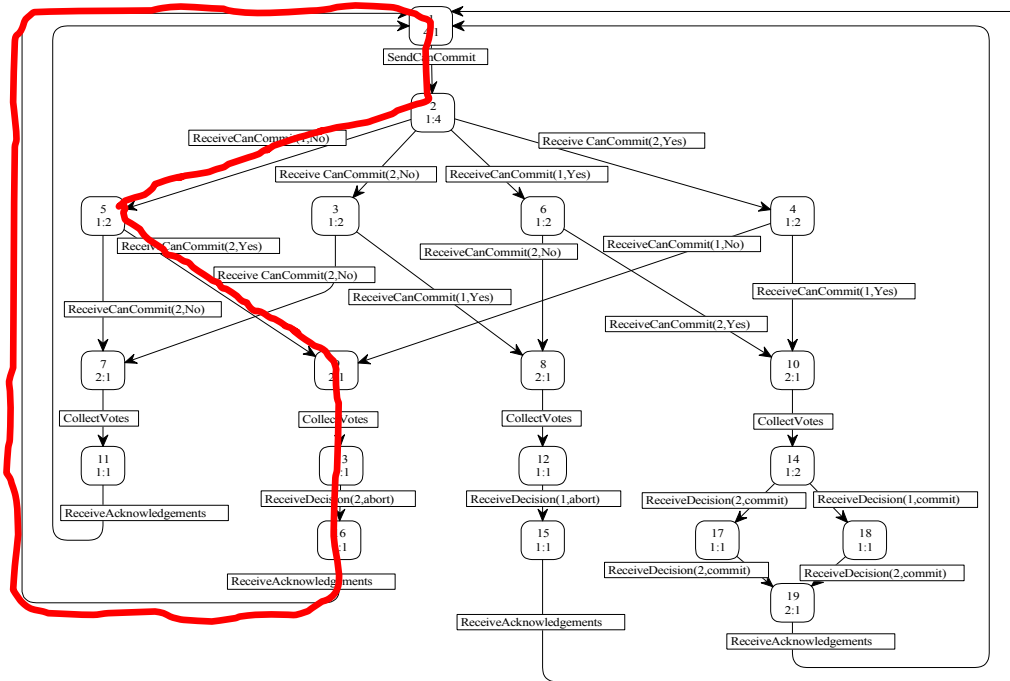 4:1
SendCanCommit
2
1:4
ReceiveCanCommit(1,No)
Receive CanCommit(2,Yes)
Receive CanCommit(2,No)
ReceiveCanCommit(1,Yes)
5
1:2
3
1:2
6
1:2
4
1:2
ReceiveCanCommit(2,Yes)
ReceiveCanCommit(2,No)
ReceiveCanCommit(1,No)
Receive CanCommit(2,No)
ReceiveCanCommit(1,Yes)
ReceiveCanCommit(1,Yes)
ReceiveCanCommit(2,No)
ReceiveCanCommit(2,Yes)
7
2:1
2:1
8
2:1
10
2:1
CollectVotes
CollectVotes
CollectVotes
CollectVotes
11
1:1
12
1:1
14
1:2
ReceiveDecision(2,abort)
ReceiveDecision(1,abort)
ReceiveDecision(2,commit)
ReceiveDecision(1,commit)
ReceiveAcknowledgements
16
1:1
15
1:1
17
1:1
18
1:1
ReceiveDecision(2,commit)
ReceiveDecision(2,commit)
ReceiveAcknowledgements
19
2:1
ReceiveAcknowledgements
ReceiveAcknowledgements